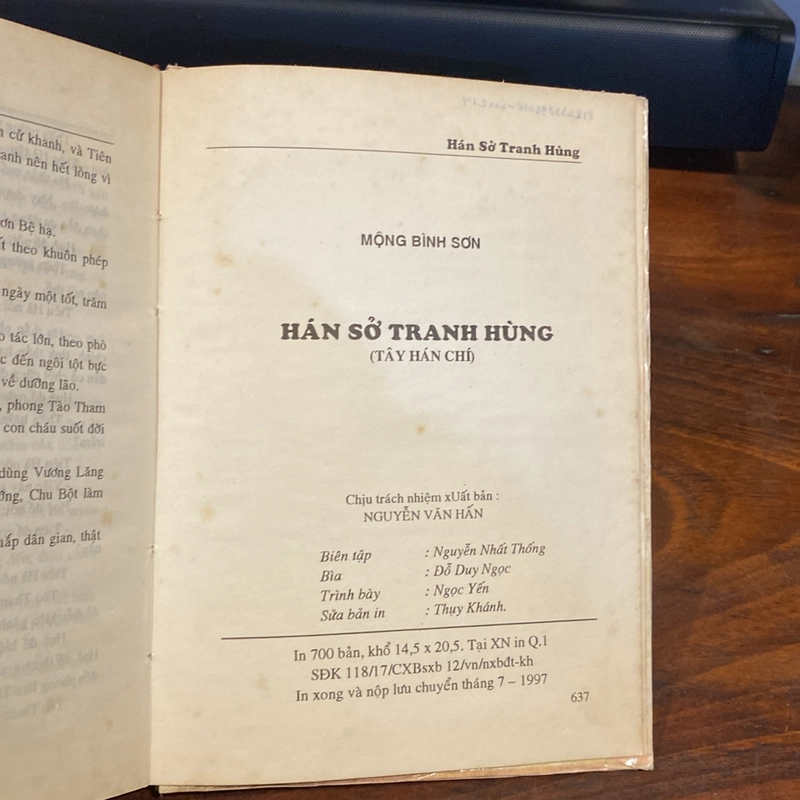 cử khanh, và Tiên
anh nên hết lòng vì
ơn Bệ hạ.
theo khuôn phép
ngày một tốt, trăm
tác lớn, theo phò
đến ngôi tột bực
về dưỡng lão.
phong Tào Tham
con cháu suốt đời
dùng Vương Lăng
Chu Bột làm
dân gian, thật
Hán Sở Tranh Hùng
MỘNG BÌNH SƠN
HÁN SỞ TRANH HÙNG
(TÂY HÁN CHÍ)
Chịu trách nhiệm xUất bản :
NGUYỄN VĂN HẤN
Biên tập : Nguyễn Nhất Thống
Bìa : Đỗ Duy Ngọc
Trình bày : Ngọc Yến
Sửa bản in : Thụy Khánh.
In 700 bản, khổ 14,5 x 20,5. Tại XN in Q.1
SĐK 118/17/CXBsxb 12/vn/nxbđt-kh
In xong và nộp lưu chuyển tháng 7 – 1997
637